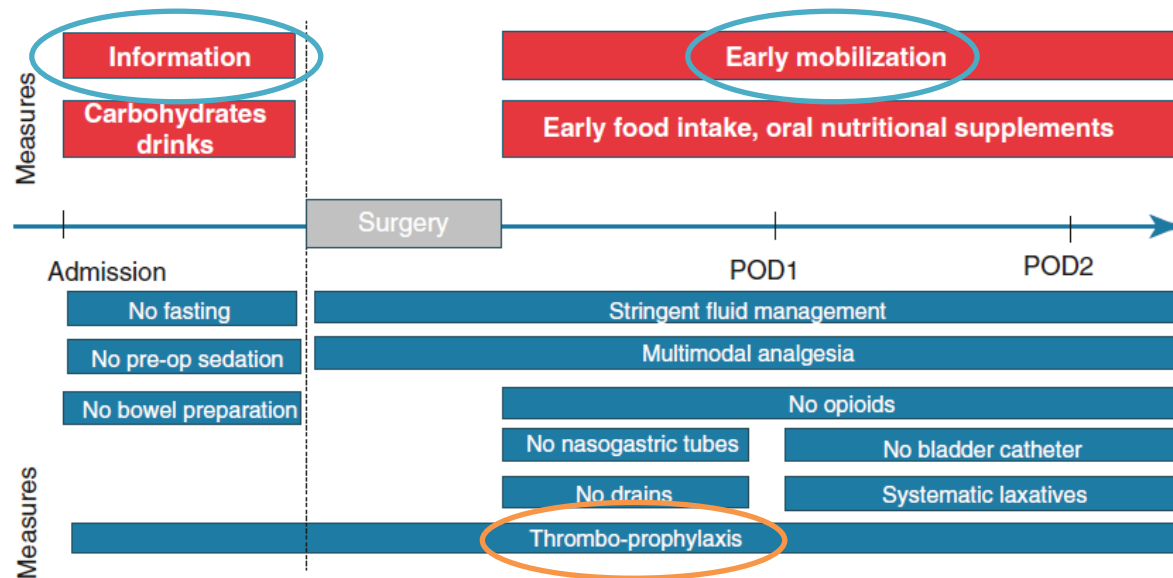 Measures
Information
Early mobilization
Carbohydrates
drinks
Early food intake, oral nutritional supplements
Surgery
Admission
POD1
POD2
Measures
No fasting
Stringent fluid management
No pre-op sedation
Multimodal analgesia
No bowel preparation
No opioids
No nasogastric tubes
No bladder catheter
No drains
Systematic laxatives
Thrombo-prophylaxis